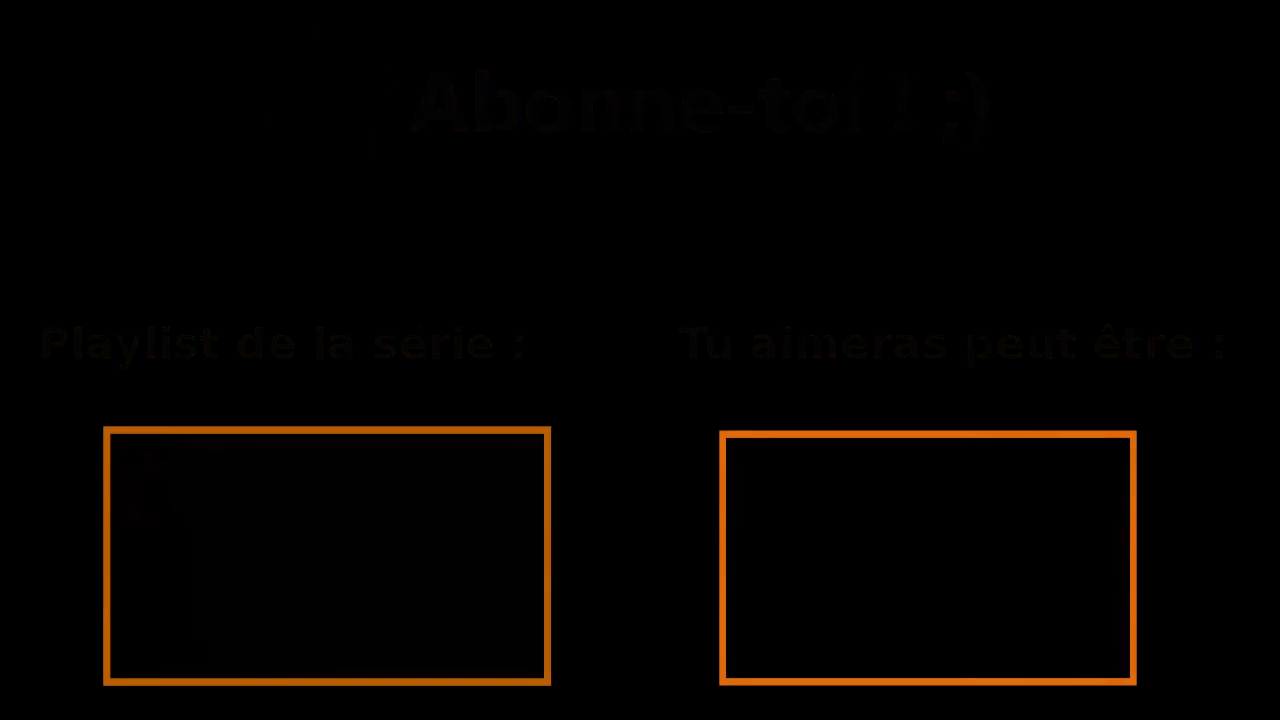 Abonne-toi ! ;)
Playlist de la série :
Tu aimeras peut être :